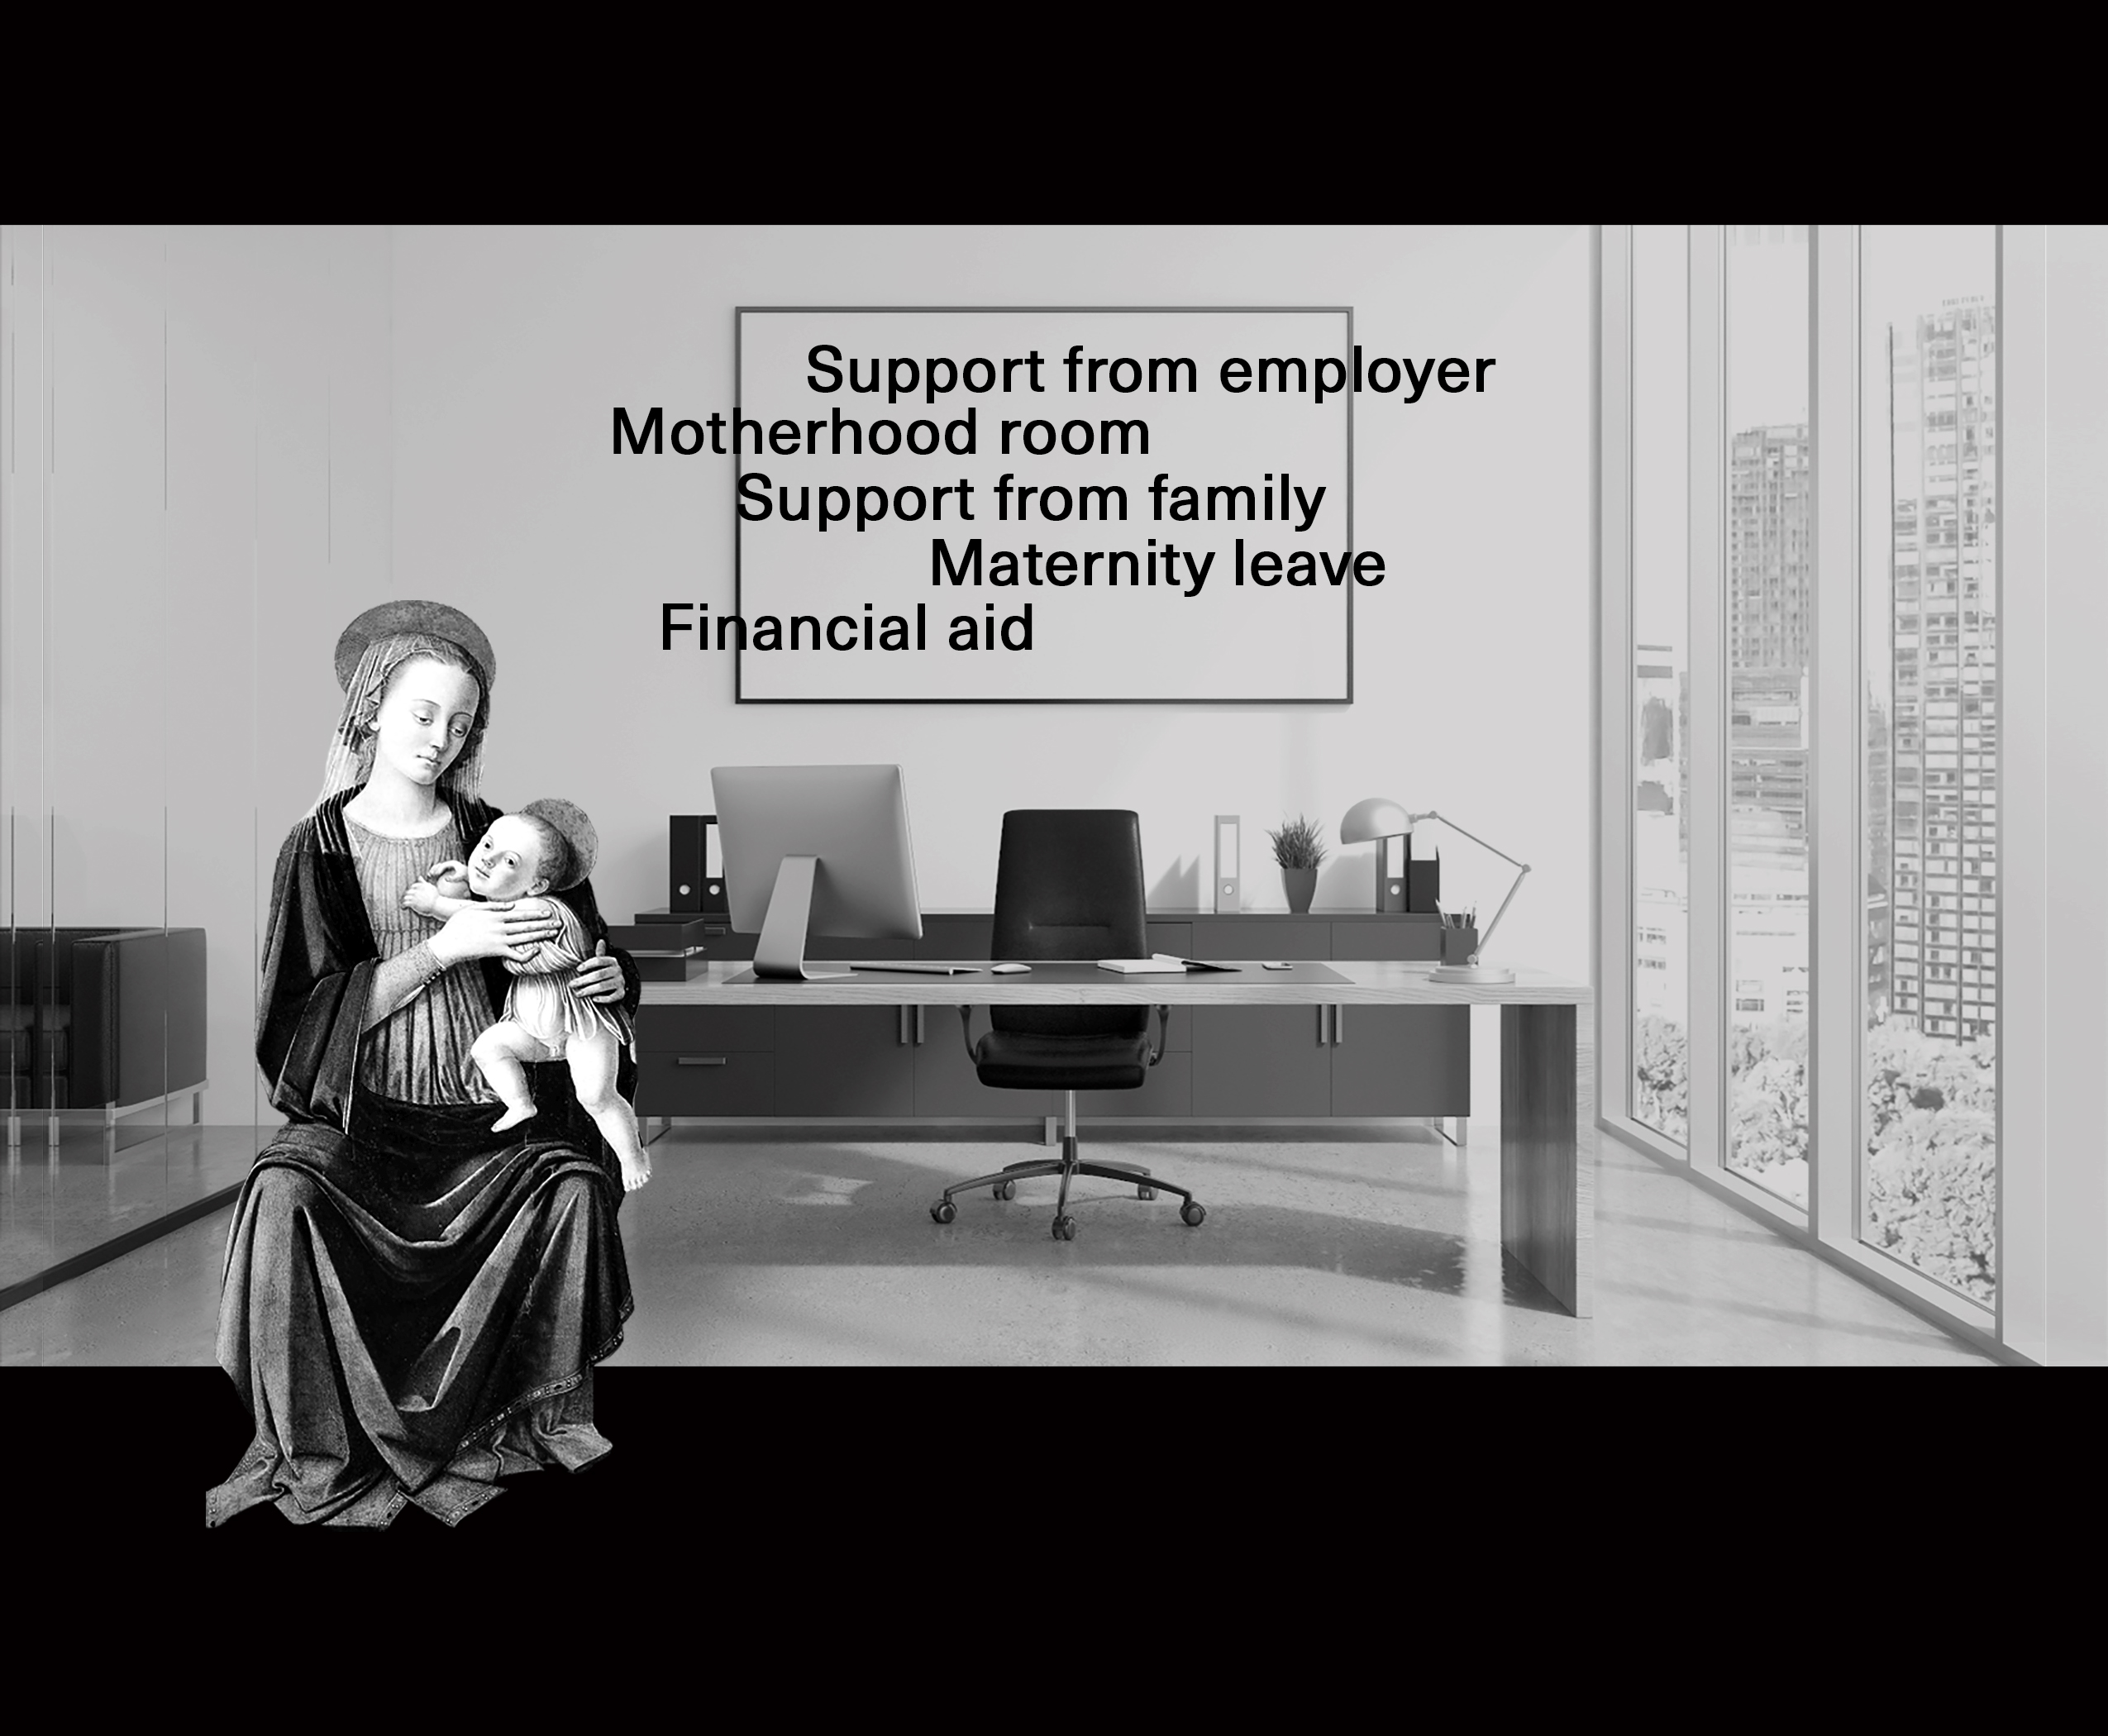 Support from employer
Motherhood room
Support from family
Maternity leave
Financial aid